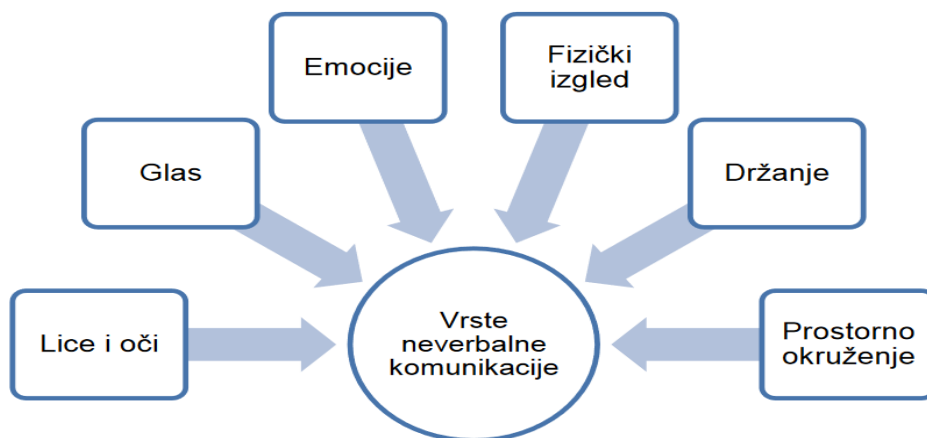 Emocije
Fizički
izgled
Glas
Držanje
Lice i oči
Vrste
neverbalne
komunikacije
Prostorno
okruženje